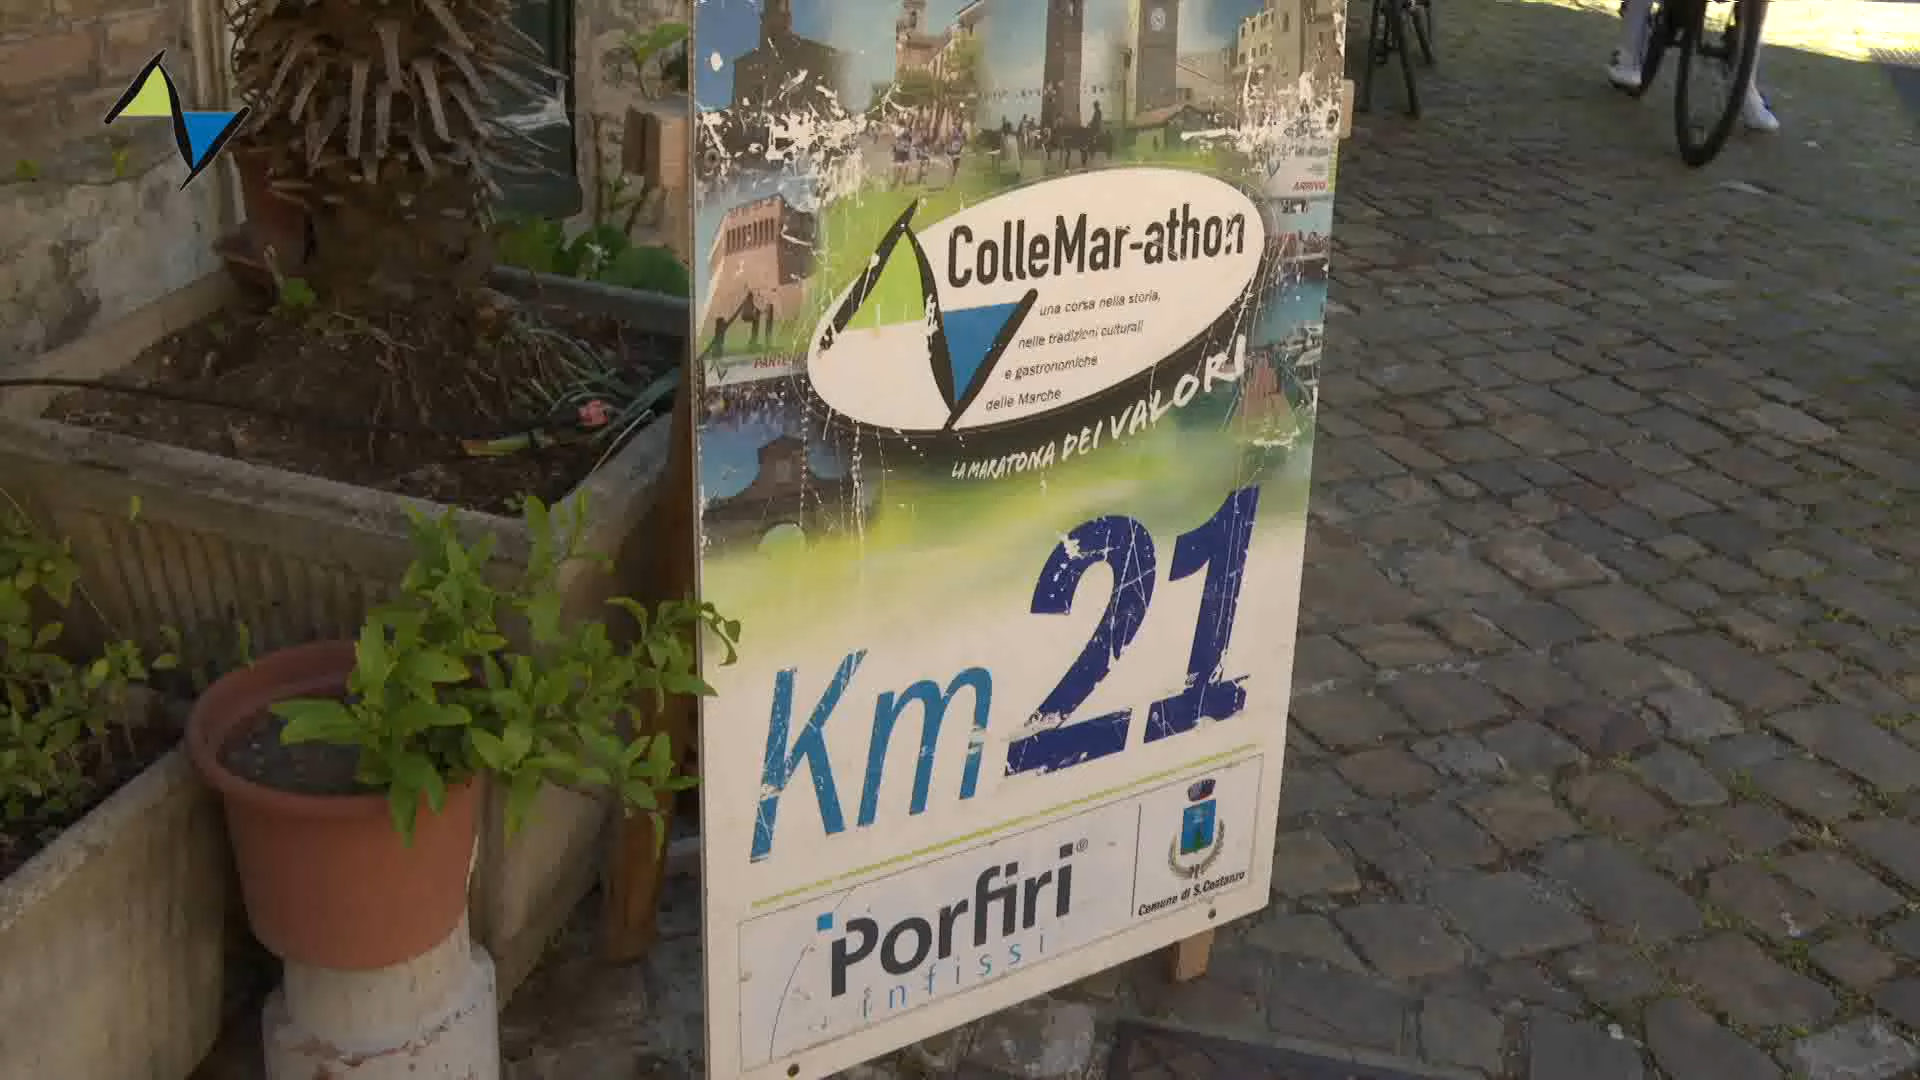 ARRIVO
ColleMar-athon
una corsa nella storia,
nelle tradizioni culturali
e gastronomiche
delle Marche
LA MARATONA DEI VALORI
Km 21
Porfiri®
infissi
Comune di S. Costanzo